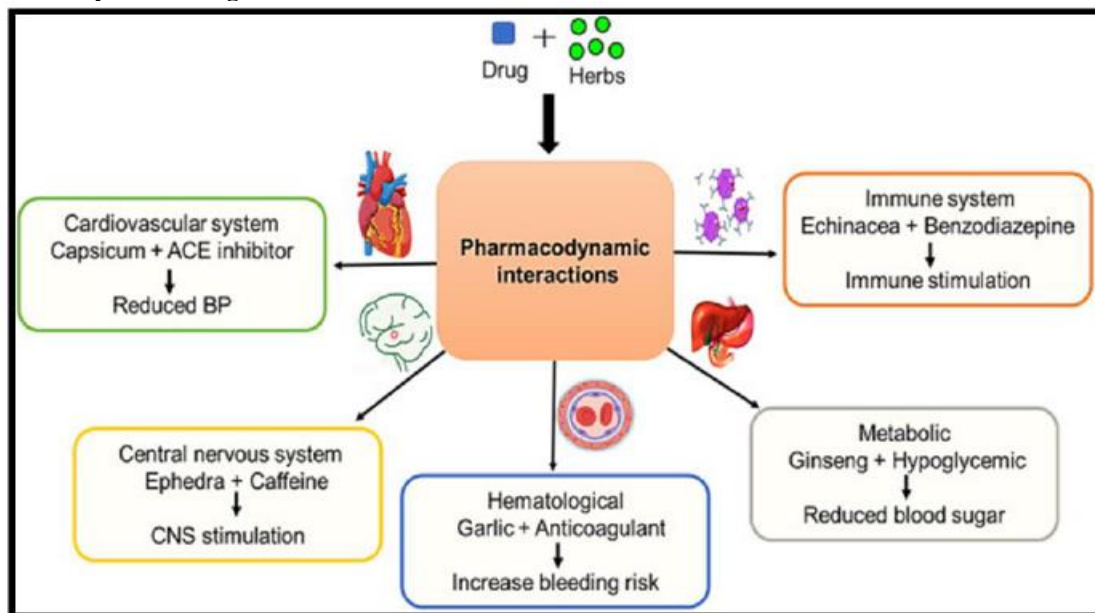 Drug + Herbs
Pharmacodynamic
interactions
Cardiovascular system
Capsicum + ACE inhibitor
Reduced BP
Immune system
Echinacea + Benzodiazepine
Immune stimulation
Central nervous system
Ephedra + Caffeine
CNS stimulation
Hematological
Garlic + Anticoagulant
Increase bleeding risk
Metabolic
Ginseng + Hypoglycemic
Reduced blood sugar